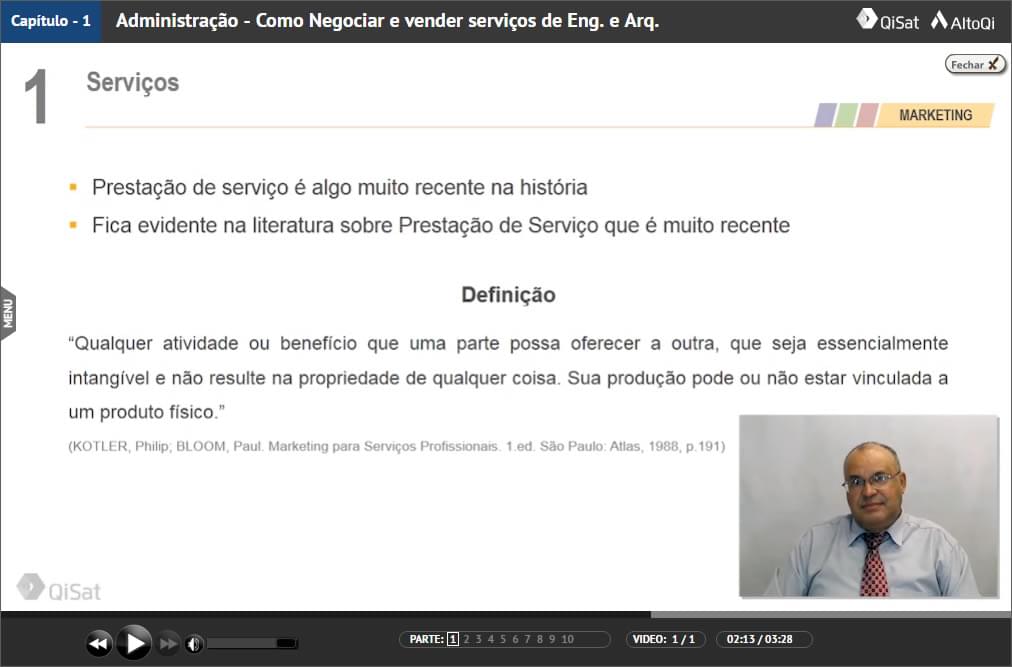 Capítulo - 1
Administração - Como Negociar e vender serviços de Eng. e Arq.
QiSat
AltoQi
Fechar
1
Serviços
MARKETING
Prestação de serviço é algo muito recente na história
Fica evidente na literatura sobre Prestação de Serviço que é muito recente
MENU
Definição
“Qualquer atividade ou benefício que uma parte possa oferecer a outra, que seja essencialmente
intangível e não resulte na propriedade de qualquer coisa. Sua produção pode ou não estar vinculada a
um produto físico.”
(KOTLER, Philip; BLOOM, Paul. Marketing para Serviços Profissionais. 1.ed. São Paulo: Atlas, 1988, p.191)
QiSat
PARTE: 1 2 3 4 5 6 7 8 9 10
VIDEO: 1 / 1
02:13 / 03:28